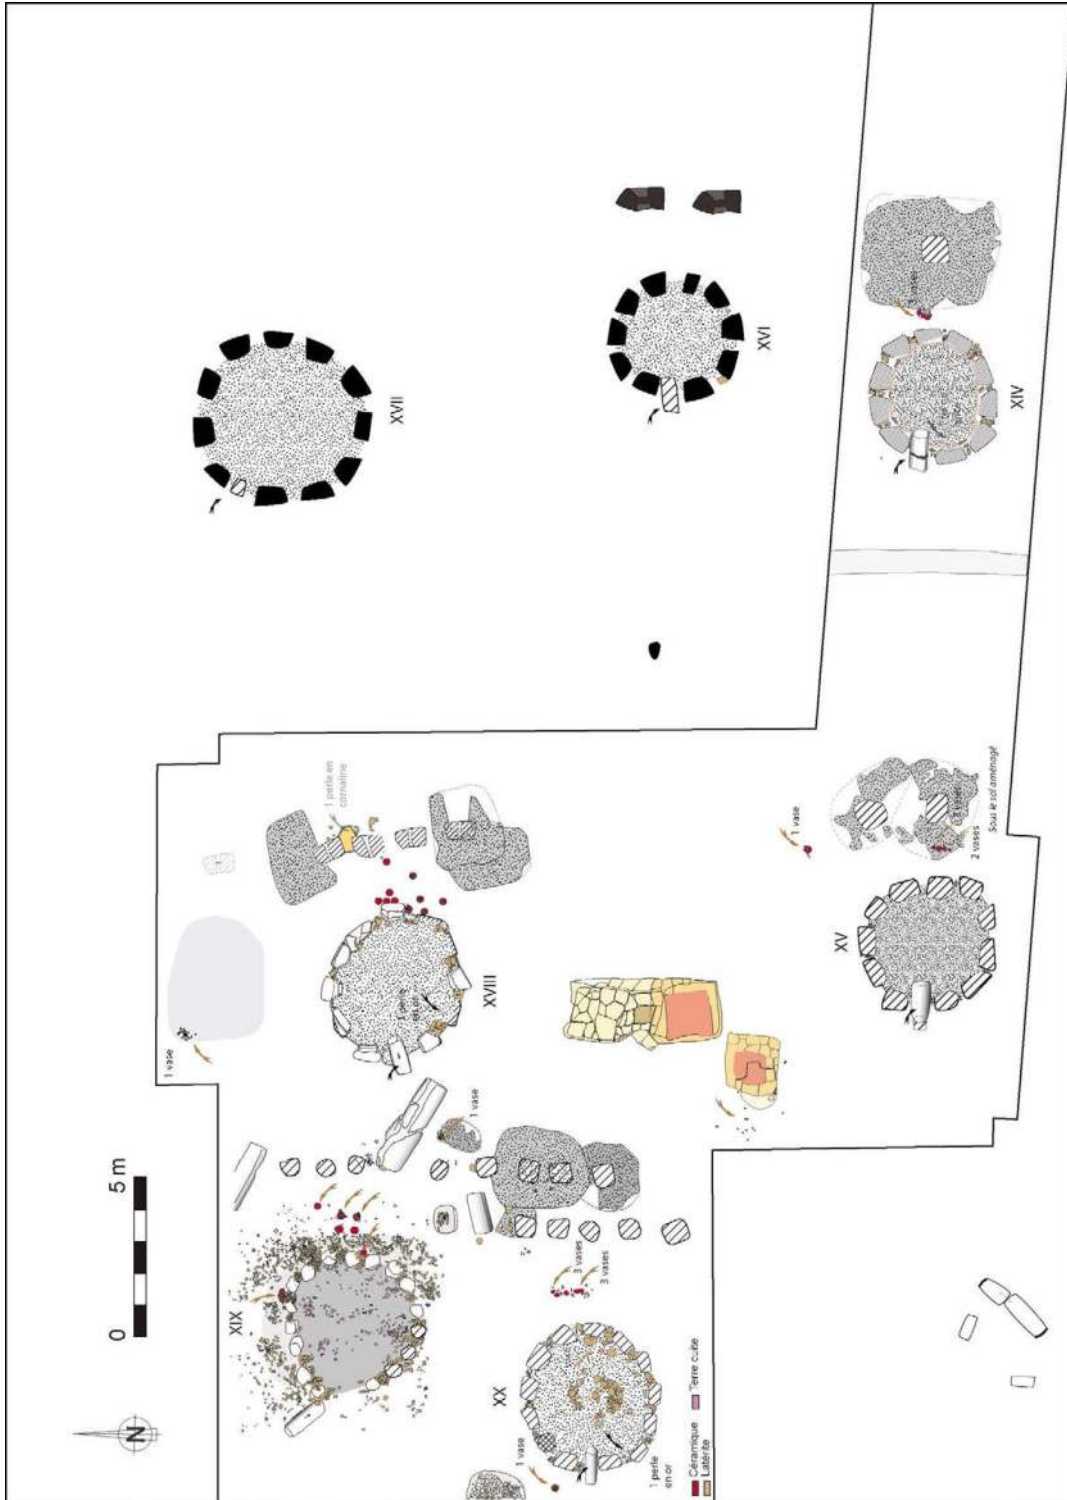 XVII
XVI
XIV
1 perle en
cornaline
1 vase
Sous le sol aménagé
2 vases
XV
XVIII
1 perle
1 vase
1 vase
3 vases
3 vases
XIX
5 m
0
N
XX
1 vase
1 perle
en or
Céramique
Terre cuite
Latérite